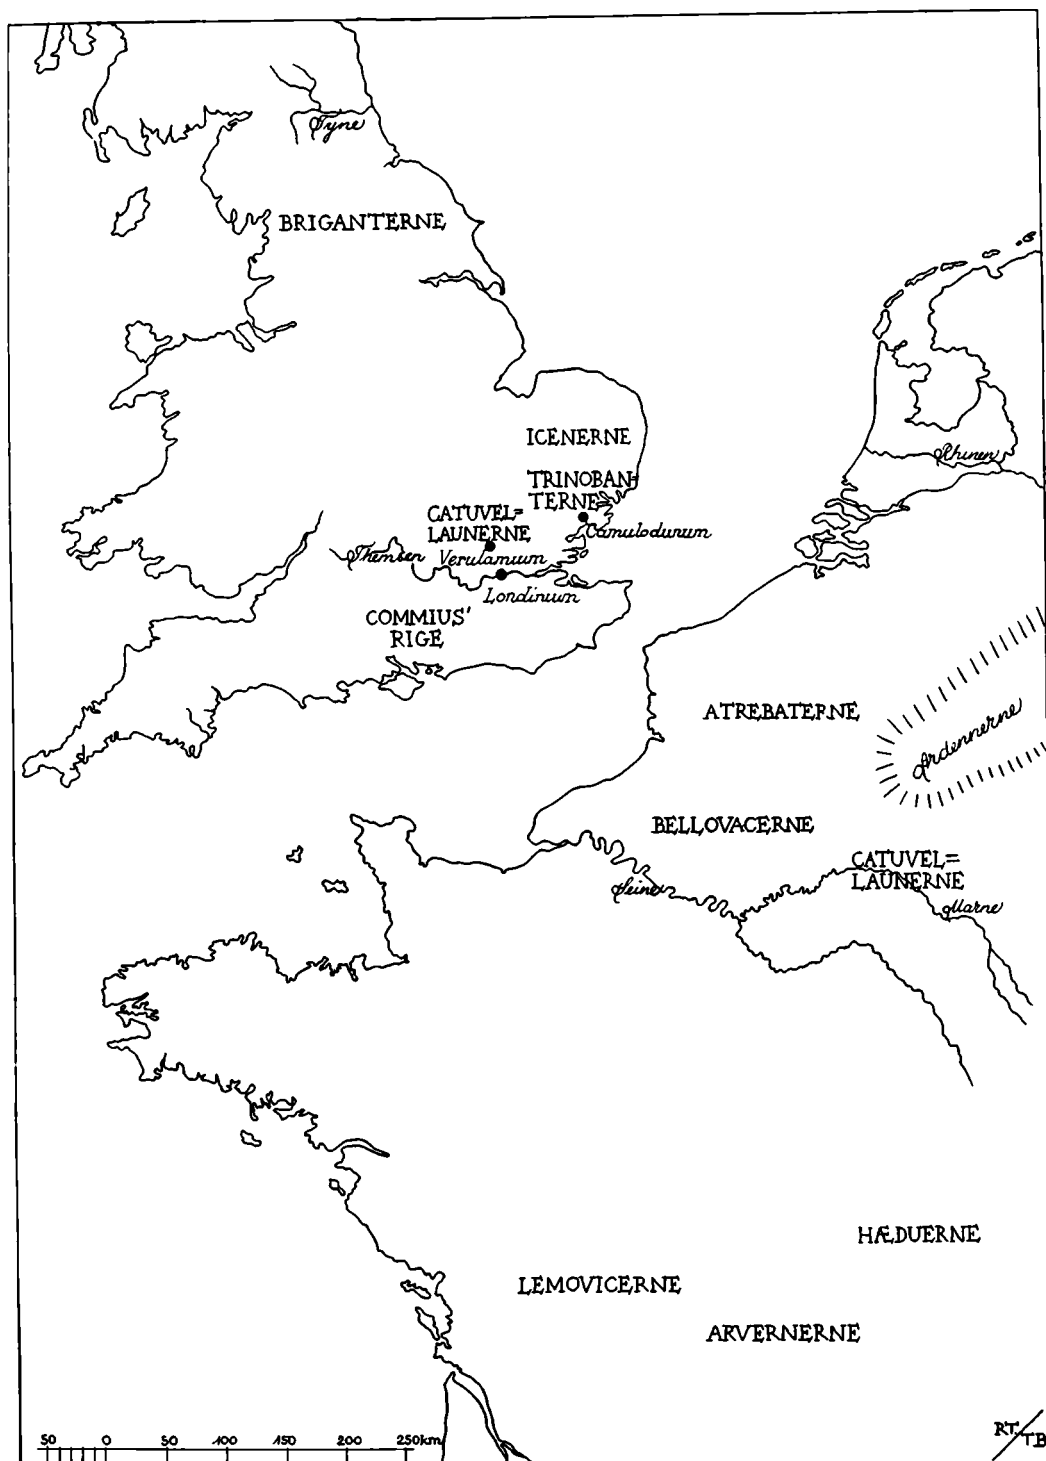 Tyne
BRIGANTERNE
ICENERNE
Rhinen
TRINOBAN=
TERNE
CATUVEL=
LAUNERNE
Camulodunum
Themsen
Verulamium
Londinium
COMMIUS'
RIGE
ATREBATERNE
Ardennerne
BELLOVACERNE
CATUVEL=
LAUNERNE
Seine
Marne
HÆDUERNE
LEMOVICERNE
ARVERNERNE
50 0 50 100 150 200 250km
RT/TB